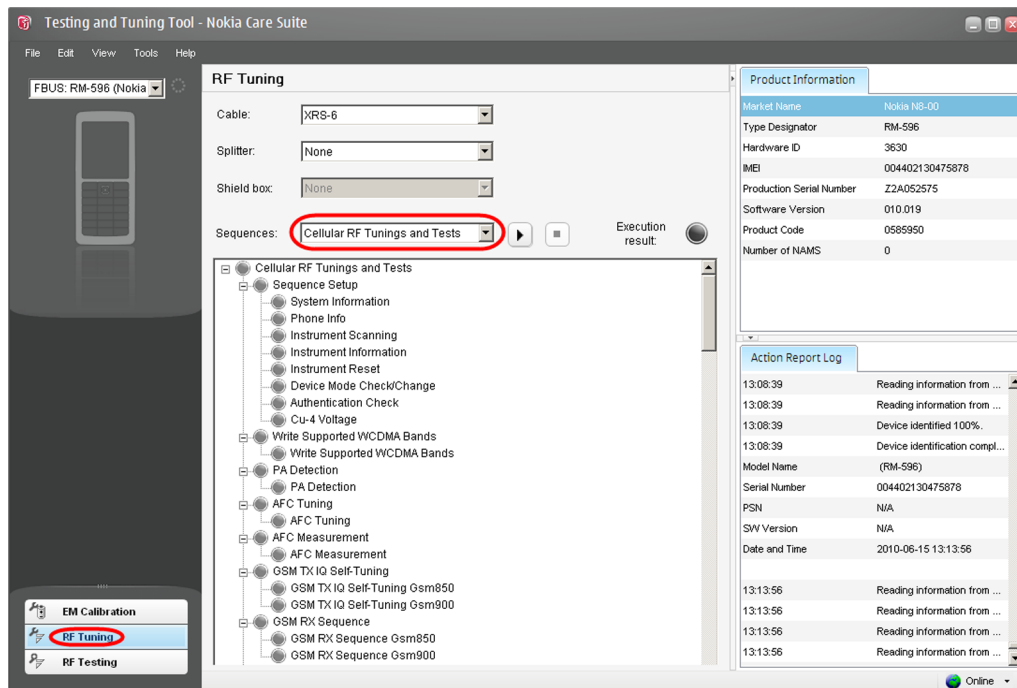 Testing and Tuning Tool - Nokia Care Suite
File Edit View Tools Help
FBUS: RM-596 (Nokia
RF Tuning
Cable: XRS-6
Splitter: None
Shield box: None
Sequences: Cellular RF Tunings and Tests
Execution result:
Cellular RF Tunings and Tests
Sequence Setup
System Information
Phone Info
Instrument Scanning
Instrument Information
Instrument Reset
Device Mode Check/Change
Authentication Check
Cu-4 Voltage
Write Supported WCDMA Bands
Write Supported WCDMA Bands
PA Detection
PA Detection
AFC Tuning
AFC Tuning
AFC Measurement
AFC Measurement
GSM TX IQ Self-Tuning
GSM TX IQ Self-Tuning Gsm850
GSM TX IQ Self-Tuning Gsm900
GSM RX Sequence
GSM RX Sequence Gsm850
GSM RX Sequence Gsm900
EM Calibration
RF Tuning
RF Testing
Product Information
Market Name Nokia N8-00
Type Designator RM-596
Hardware ID 3630
IMEI 004402130475878
Production Serial Number Z2A052575
Software Version 010.019
Product Code 0585950
Number of NAMS 0
Action Report Log
13:08:39 Reading information from ...
13:08:39 Reading information from ...
13:08:39 Device identified 100%.
13:08:39 Device identification compl...
Model Name (RM-596)
Serial Number 004402130475878
PSN N/A
SW Version N/A
Date and Time 2010-06-15 13:13:56
13:13:56 Reading information from ...
13:13:56 Reading information from ...
13:13:56 Reading information from ...
13:13:56 Reading information from ...
Online